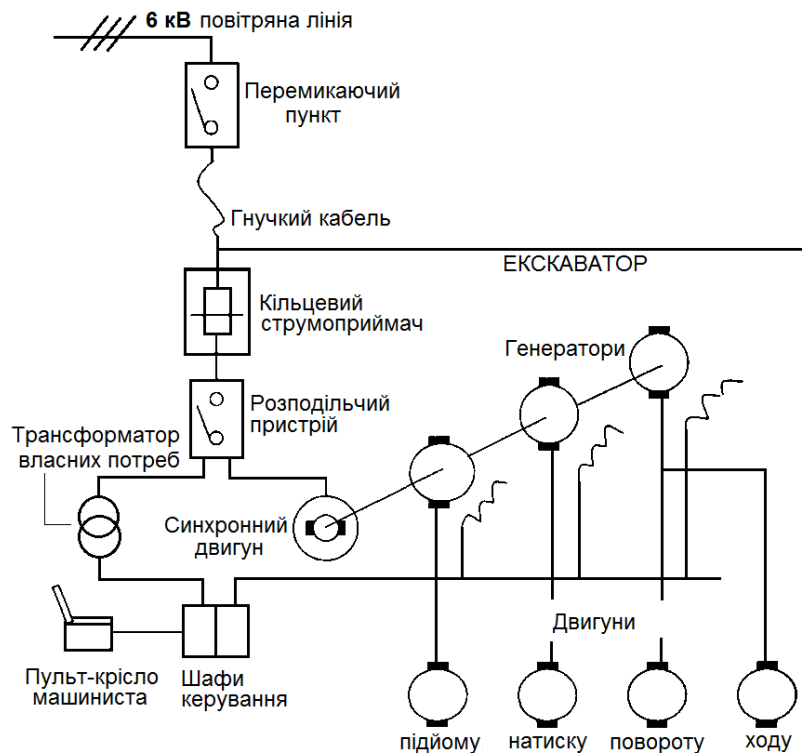 6 кВ повітряна лінія
Перемикаючий
пункт
Гнучкий кабель
ЕКСКАВАТОР
Кільцевий
струмоприймач
Генератори
Розподільчий
пристрій
Трансформатор
власних потреб
Синхронний
двигун
Двигуни
Пульт-крісло
машиниста
Шафи
керування
підйому
натиску
повороту
ходу